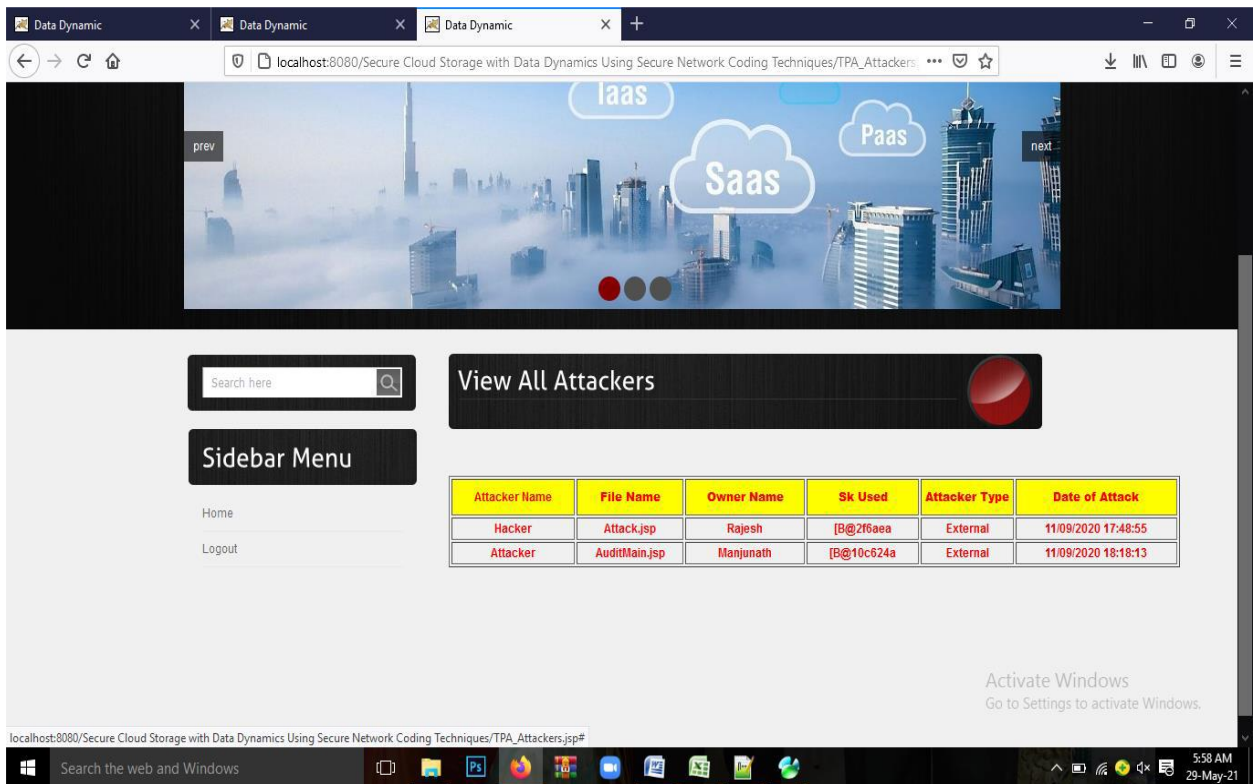 Data Dynamic
Data Dynamic
Data Dynamic
localhost:8080/Secure Cloud Storage with Data Dynamics Using Secure Network Coding Techniques/TPA_Attackers
Iaas
Paas
Saas
prev
next
Search here
View All Attackers
Sidebar Menu
Home
Logout
Attacker Name File Name Owner Name Sk Used Attacker Type Date of Attack
Hacker Attack.jsp Rajesh [B@2f6aea External 11/09/2020 17:48:55
Attacker AuditMain.jsp Manjunath [B@10c624a External 11/09/2020 18:18:13
Activate Windows
Go to Settings to activate Windows.
localhost:8080/Secure Cloud Storage with Data Dynamics Using Secure Network Coding Techniques/TPA_Attackers.jsp#
Search the web and Windows
Ps
5:58 AM
29-May-21